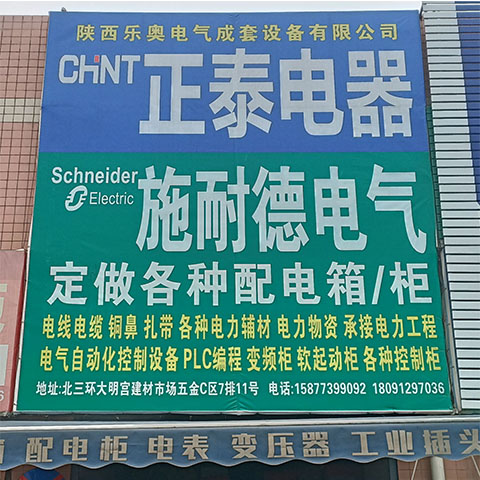 陕西乐奥电气成套设备有限公司
CHNT 正泰电器
Schneider Electric 施耐德电气
定做各种配电箱/柜
电线电缆 铜鼻 扎带 各种电力辅材 电力物资 承接电力工程
电气自动化控制设备 PLC编程 变频柜 软起动柜 各种控制柜
地址:北三环大明宫建材市场五金C区7排11号 电话:15877399092 18091297036
配电柜 电表 变压器 工业插头